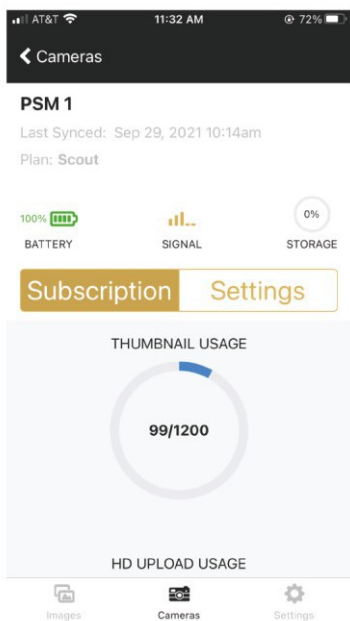 AT&T 11:32 AM 72%
Cameras
PSM 1
Last Synced: Sep 29, 2021 10:14am
Plan: Scout
100% 0%
BATTERY SIGNAL STORAGE
Subscription Settings
THUMBNAIL USAGE
99/1200
HD UPLOAD USAGE
Images Cameras Settings